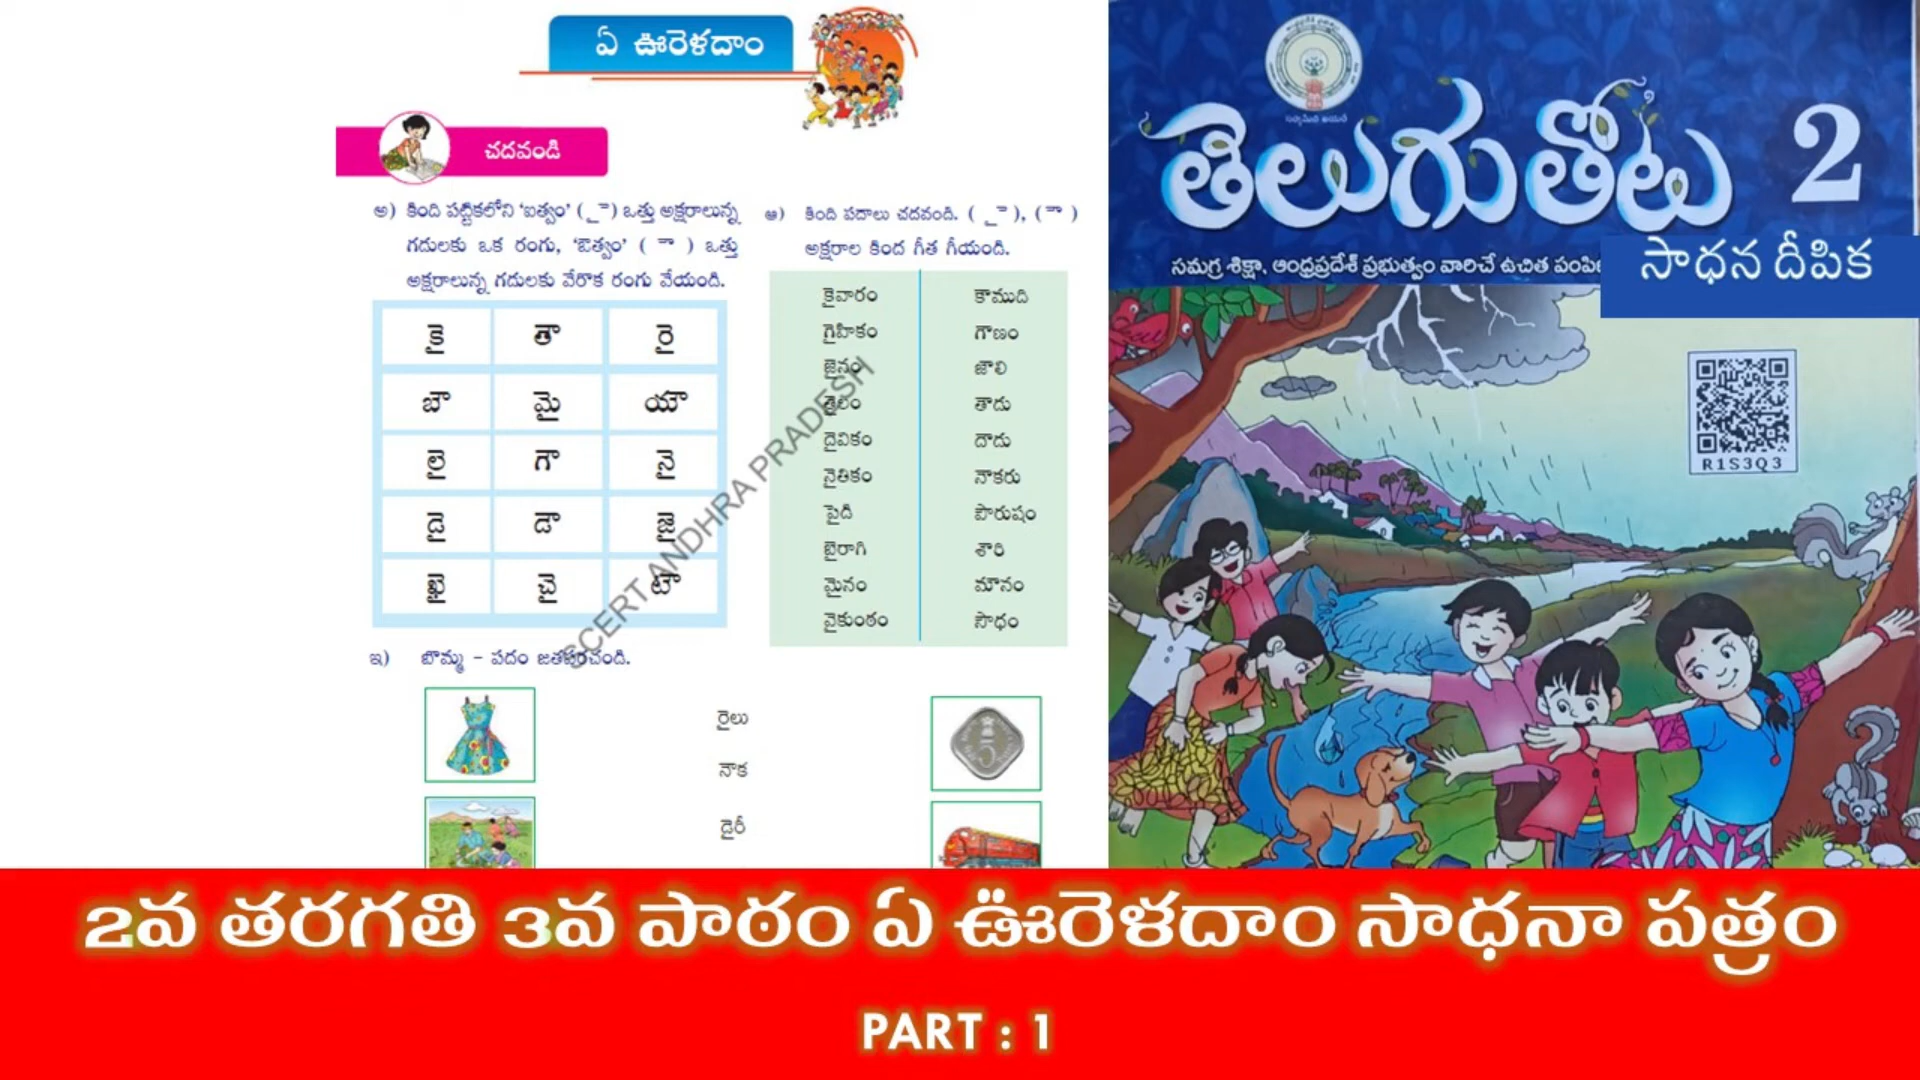 ఏ ఊరెళదాం
చదవండి
అ) కింది పట్టికలోని 'ఐత్వం' ( ై ) ఒత్తు అక్షరాలున్న
గదులకు ఒక రంగు, 'ఔత్వం' ( ౌ ) ఒత్తు
అక్షరాలున్న గదులకు వేరొక రంగు వేయండి.
కై తౌ రై
బౌ మై యౌ
లై గౌ నై
డై డౌ జై
ఖై చై టౌ
ఆ) కింది పదాలు చదవండి. ( ై ), ( ౌ )
అక్షరాల కింద గీత గీయండి.
కైవారం కౌముది
గైహికం గౌణం
జైనం జౌళి
తైలం తౌడు
దైవికం దౌడు
నైతికం నౌకరు
పైడి పౌరుషం
బైరాగి శౌరి
మైనం మౌనం
వైకుంఠం సౌధం
ఇ) బొమ్మ - పదం జతపరచండి.
రైలు
నౌక
డైరీ
SCERT ANDHRA PRADESH
తెలుగుతోట 2
సమగ్ర శిక్షా, ఆంధ్రప్రదేశ్ ప్రభుత్వం వారిచే ఉచిత
సాధన దీపిక
R1S3Q3
2వ తరగతి 3వ పాఠం ఏ ఊరెళదాం సాధనా పత్రం
PART : 1